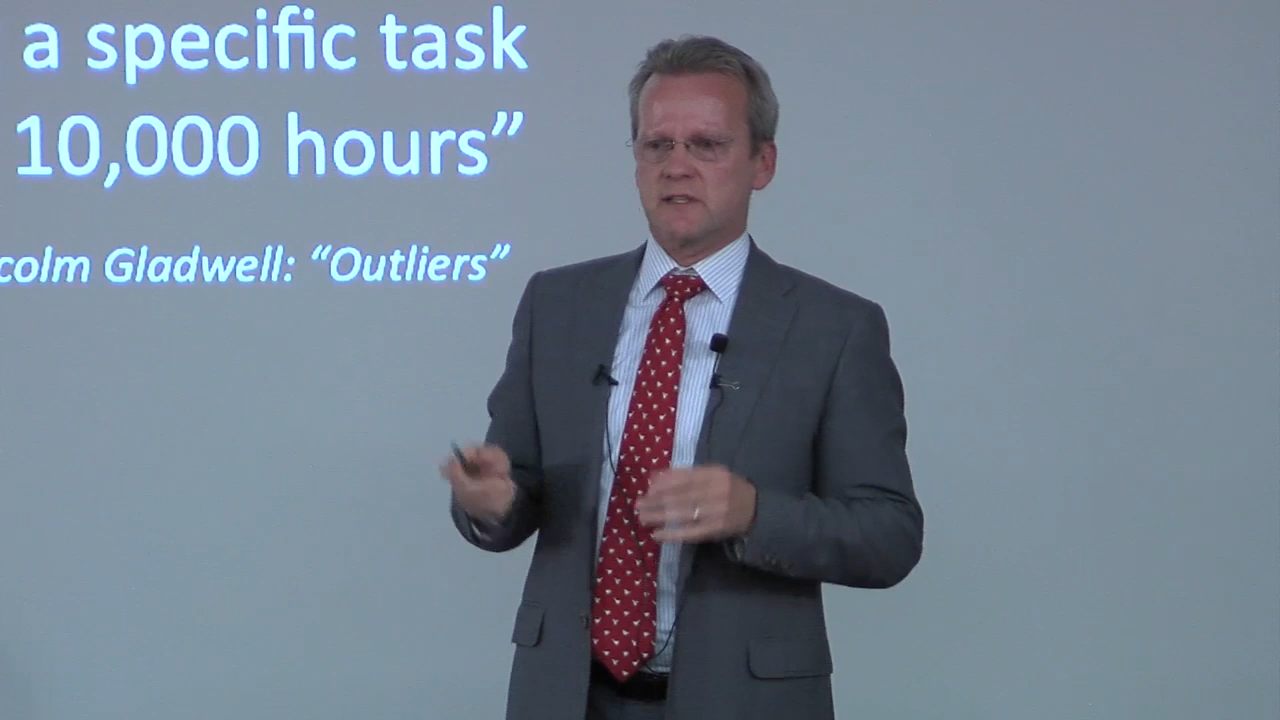 a specific task
10,000 hours”
colm Gladwell: “Outliers”